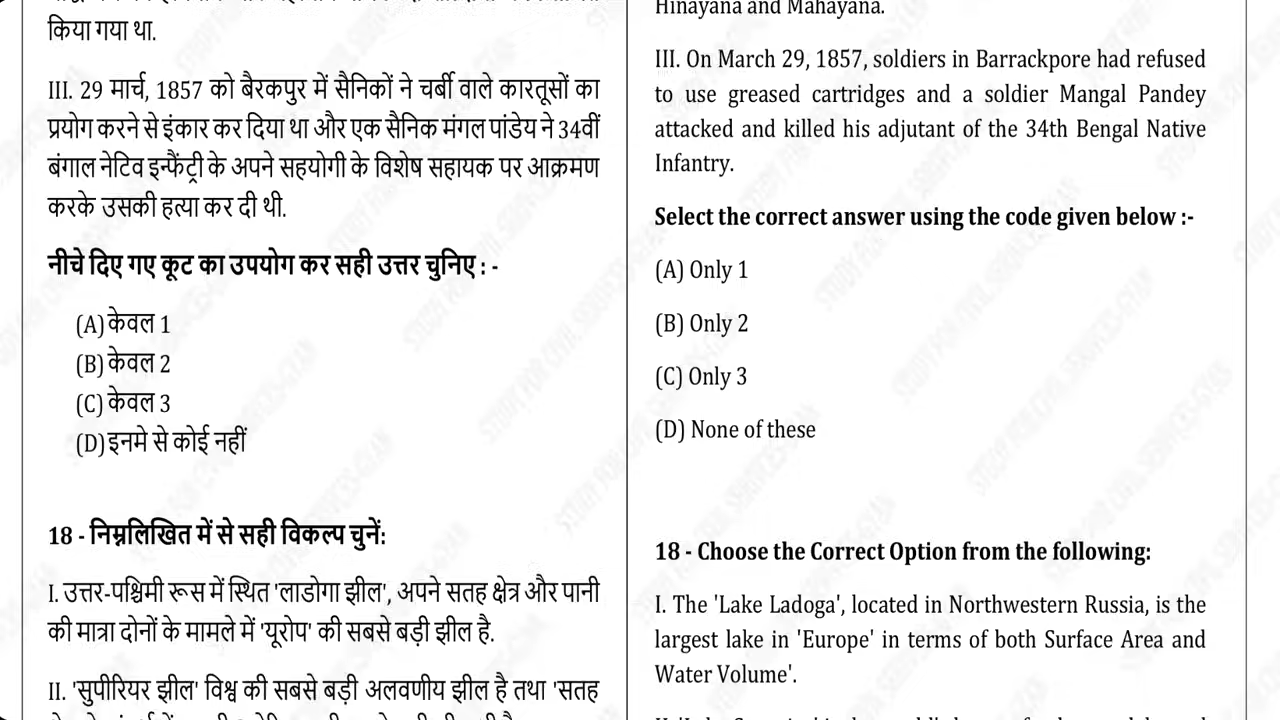 किया गया था.
III. 29 मार्च, 1857 को बैरकपुर में सैनिकों ने चर्बी वाले कारतूसों का
प्रयोग करने से इंकार कर दिया था और एक सैनिक मंगल पांडेय ने 34वीं
बंगाल नेटिव इन्फैंट्री के अपने सहयोगी के विशेष सहायक पर आक्रमण
करके उसकी हत्या कर दी थी.
नीचे दिए गए कूट का उपयोग कर सही उत्तर चुनिए : -
(A) केवल 1
(B) केवल 2
(C) केवल 3
(D) इनमे से कोई नहीं
18 - निम्नलिखित में से सही विकल्प चुनें:
I. उत्तर-पश्चिमी रूस में स्थित 'लाडोगा झील', अपने सतह क्षेत्र और पानी
की मात्रा दोनों के मामले में 'यूरोप' की सबसे बड़ी झील है.
II. 'सुपीरियर झील' विश्व की सबसे बड़ी अलवणीय झील है तथा 'सतह
Hinayana and Mahayana.
III. On March 29, 1857, soldiers in Barrackpore had refused
to use greased cartridges and a soldier Mangal Pandey
attacked and killed his adjutant of the 34th Bengal Native
Infantry.
Select the correct answer using the code given below :-
(A) Only 1
(B) Only 2
(C) Only 3
(D) None of these
18 - Choose the Correct Option from the following:
I. The 'Lake Ladoga', located in Northwestern Russia, is the
largest lake in 'Europe' in terms of both Surface Area and
Water Volume'.